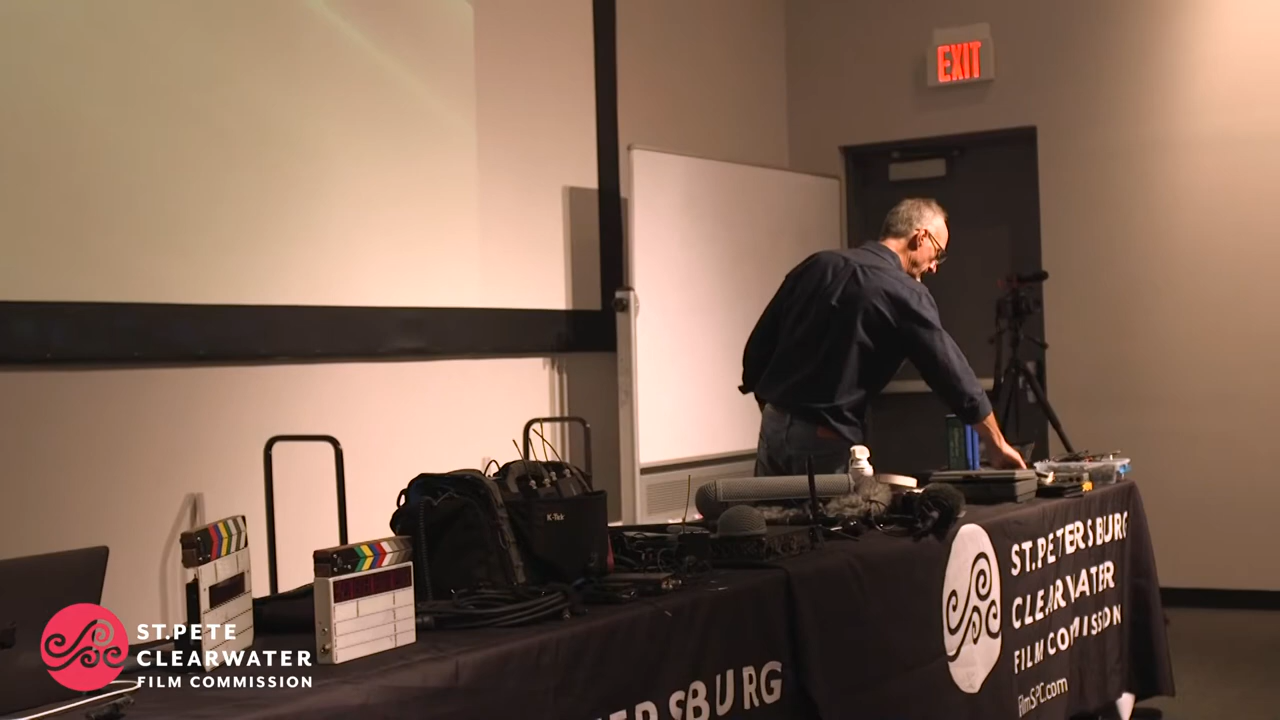 EXIT
K-Tek
ST.PETERSBURG
CLEARWATER
FILM COMMISSION
FilmSPC.com
ERSBURG
ST.PETE
CLEARWATER
FILM COMMISSION